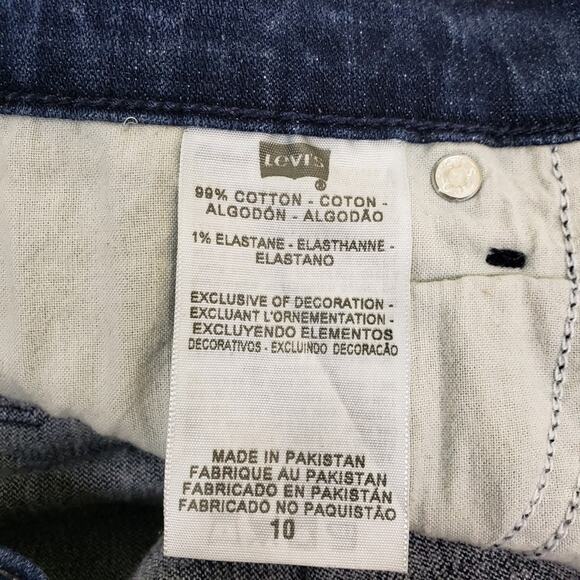 Levi's
®
99% COTTON - COTON -
ALGODÓN - ALGODÃO
1% ELASTANE - ELASTHANNE -
ELASTANO
EXCLUSIVE OF DECORATION -
EXCLUANT L'ORNEMENTATION -
EXCLUYENDO ELEMENTOS
DECORATIVOS - EXCLUINDO DECORACÃO
MADE IN PAKISTAN
FABRIQUE AU PAKISTAN
FABRICADO EN PAKISTÁN
FABRICADO NO PAQUISTÃO
10